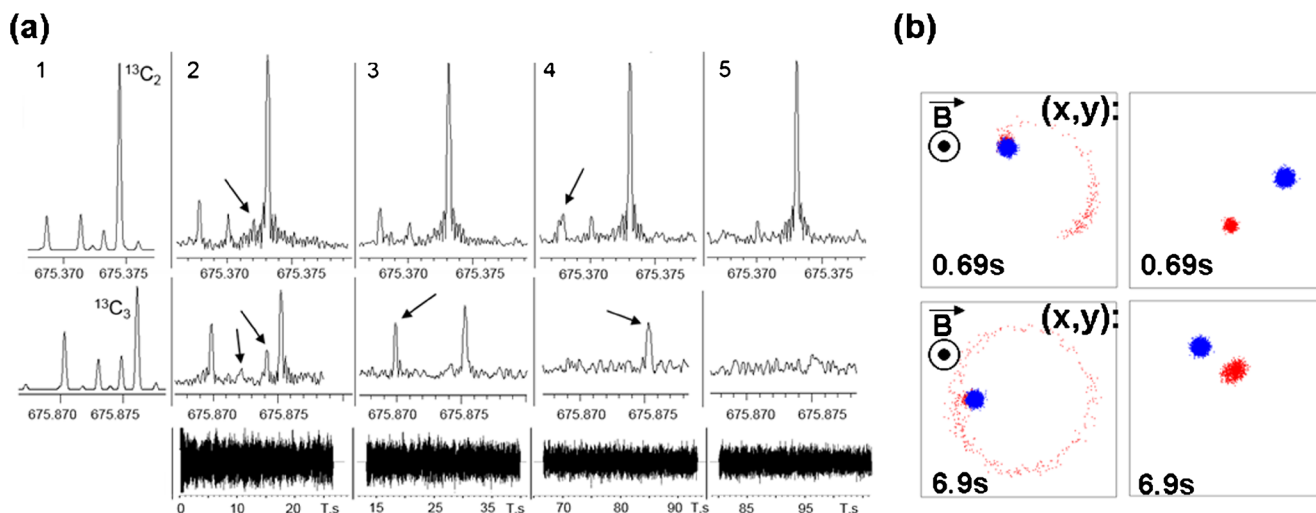 (a)
(b)
1 13C2 2 3 4 5
675.370 675.375 675.370 675.375 675.370 675.375 675.370 675.375 675.370 675.375
13C3
675.870 675.875 675.870 675.875 675.870 675.875 675.870 675.875 675.870 675.875
0 10 20 T,s 15 25 35 T,s 70 80 90 T,s 85 95 T,s
B (x,y):
0.69s 0.69s
B (x,y):
6.9s 6.9s